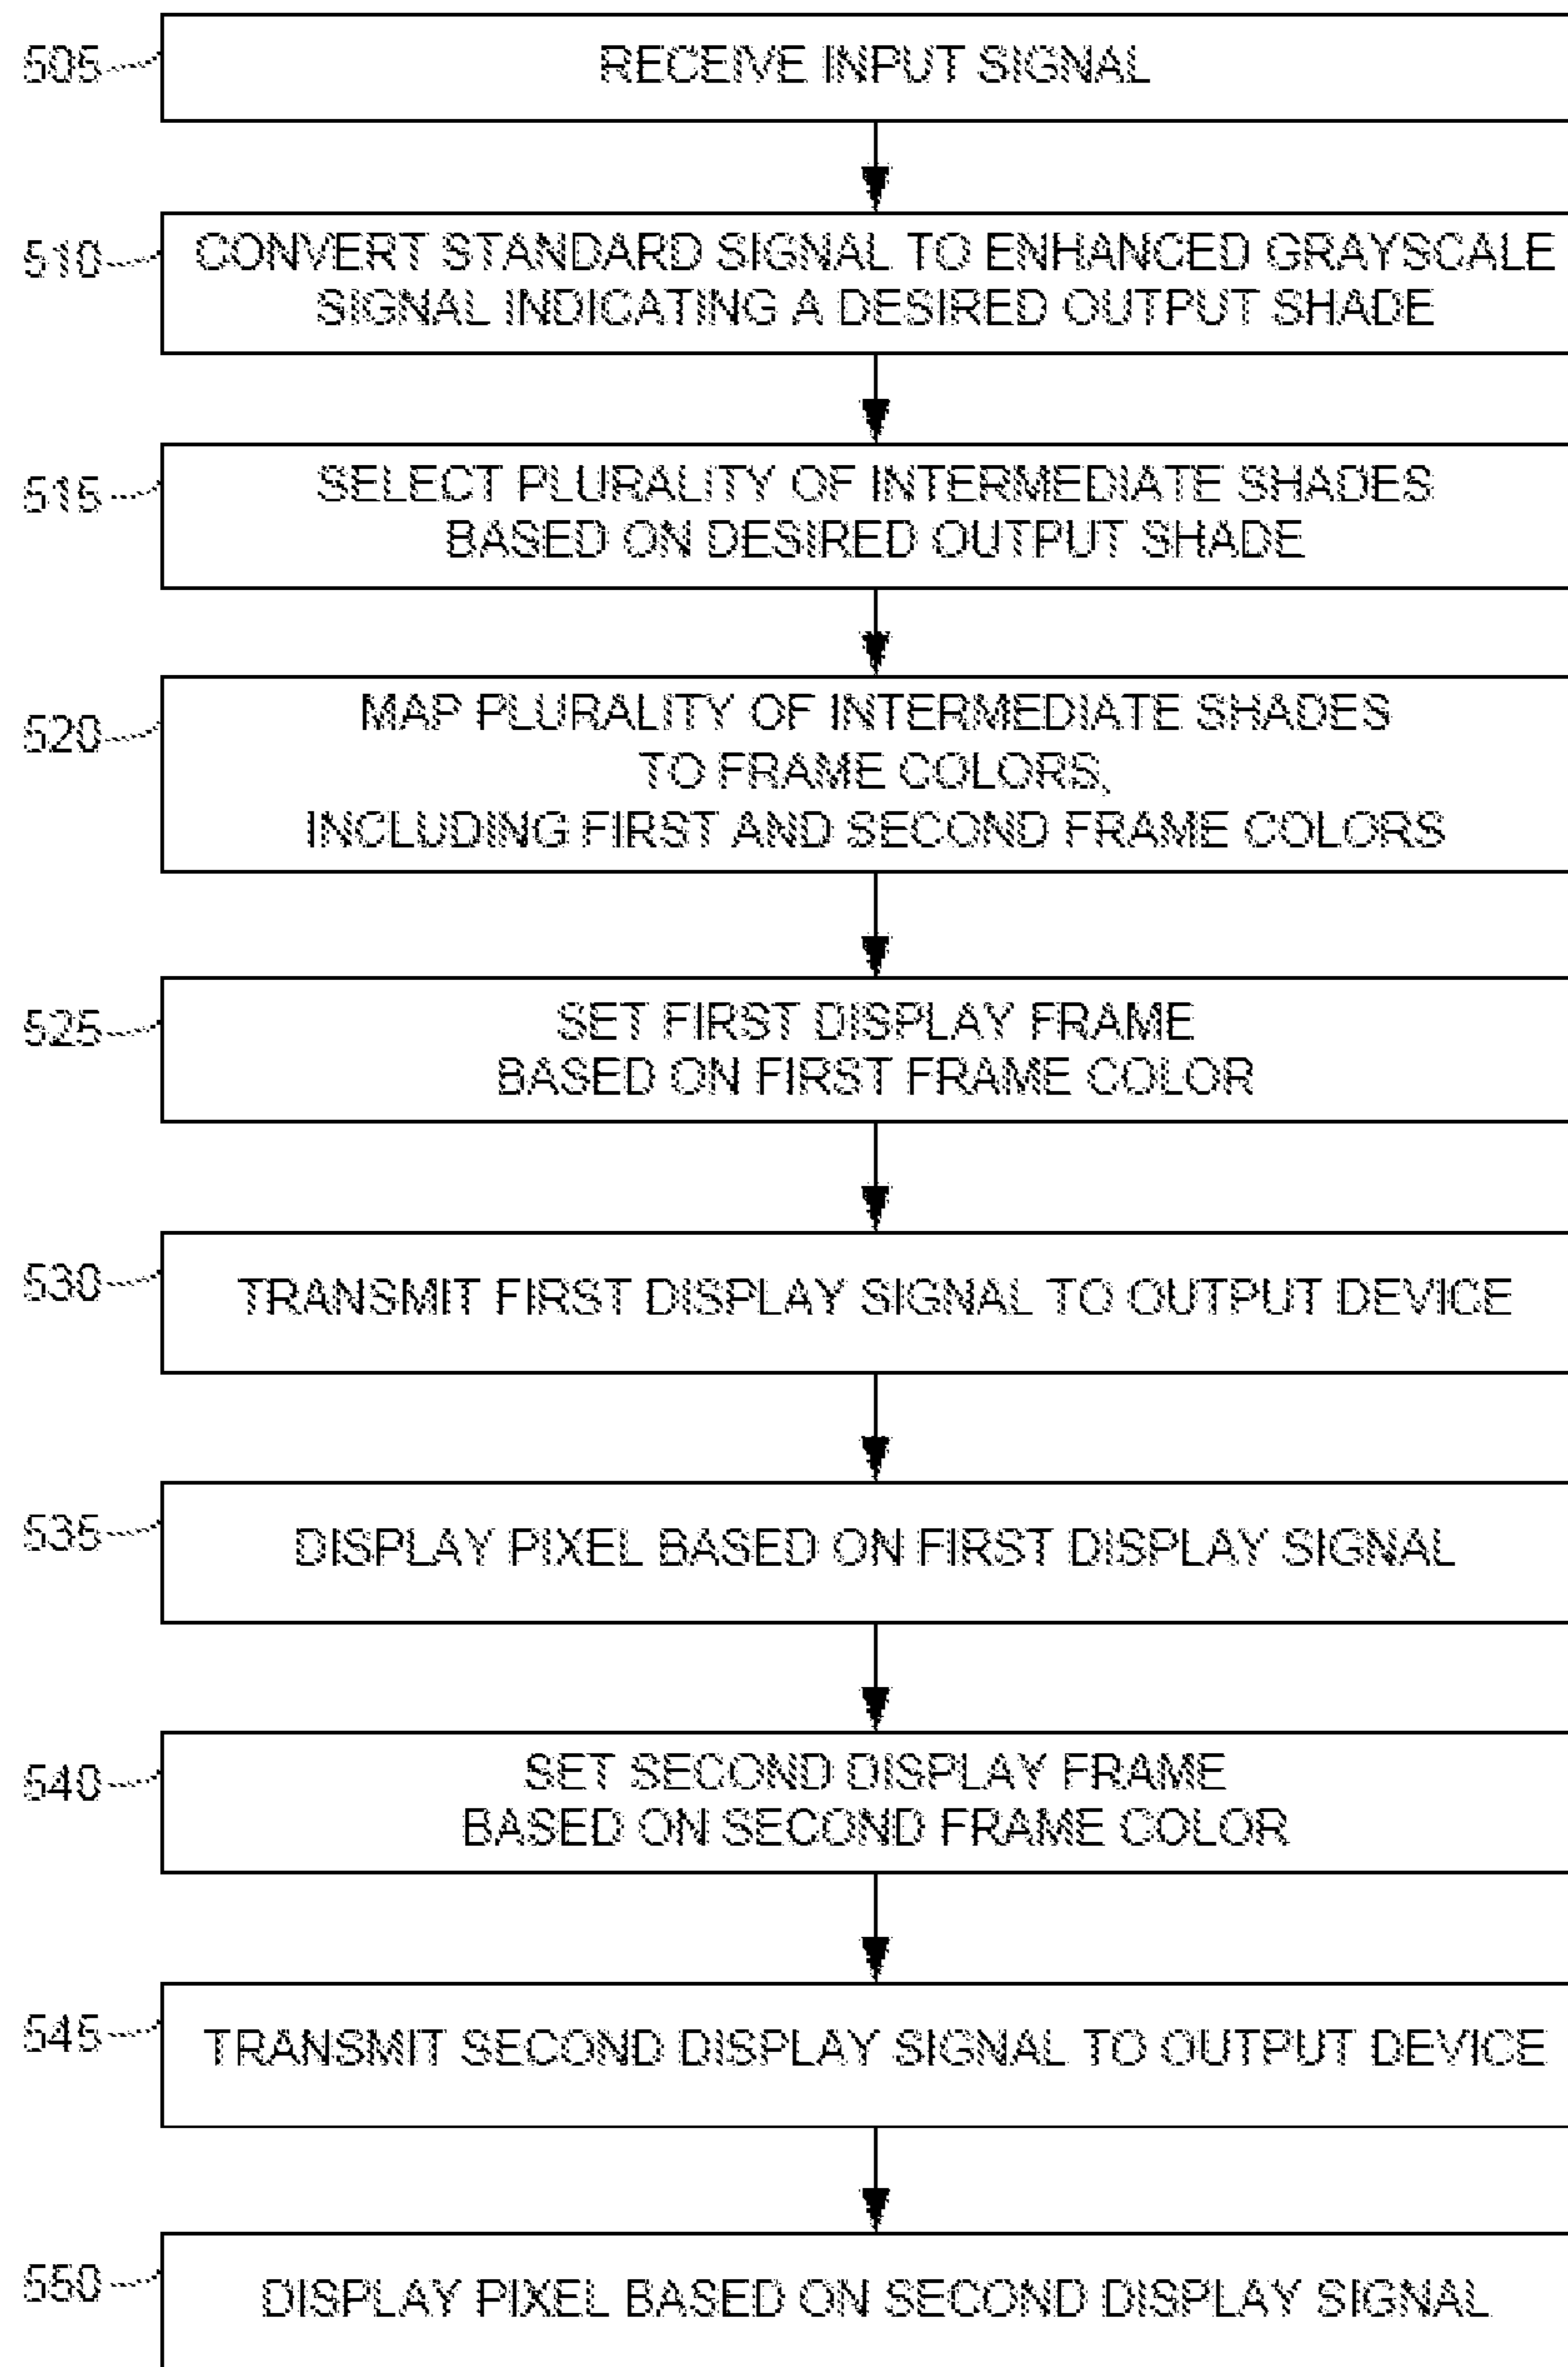 505
RECEIVE INPUT SIGNAL
510
CONVERT STANDARD SIGNAL TO ENHANCED GRAYSCALE
SIGNAL INDICATING A DESIRED OUTPUT SHADE
515
SELECT PLURALITY OF INTERMEDIATE SHADES
BASED ON DESIRED OUTPUT SHADE
520
MAP PLURALITY OF INTERMEDIATE SHADES
TO FRAME COLORS,
INCLUDING FIRST AND SECOND FRAME COLORS
525
SET FIRST DISPLAY FRAME
BASED ON FIRST FRAME COLOR
530
TRANSMIT FIRST DISPLAY SIGNAL TO OUTPUT DEVICE
535
DISPLAY PIXEL BASED ON FIRST DISPLAY SIGNAL
540
SET SECOND DISPLAY FRAME
BASED ON SECOND FRAME COLOR
545
TRANSMIT SECOND DISPLAY SIGNAL TO OUTPUT DEVICE
550
DISPLAY PIXEL BASED ON SECOND DISPLAY SIGNAL